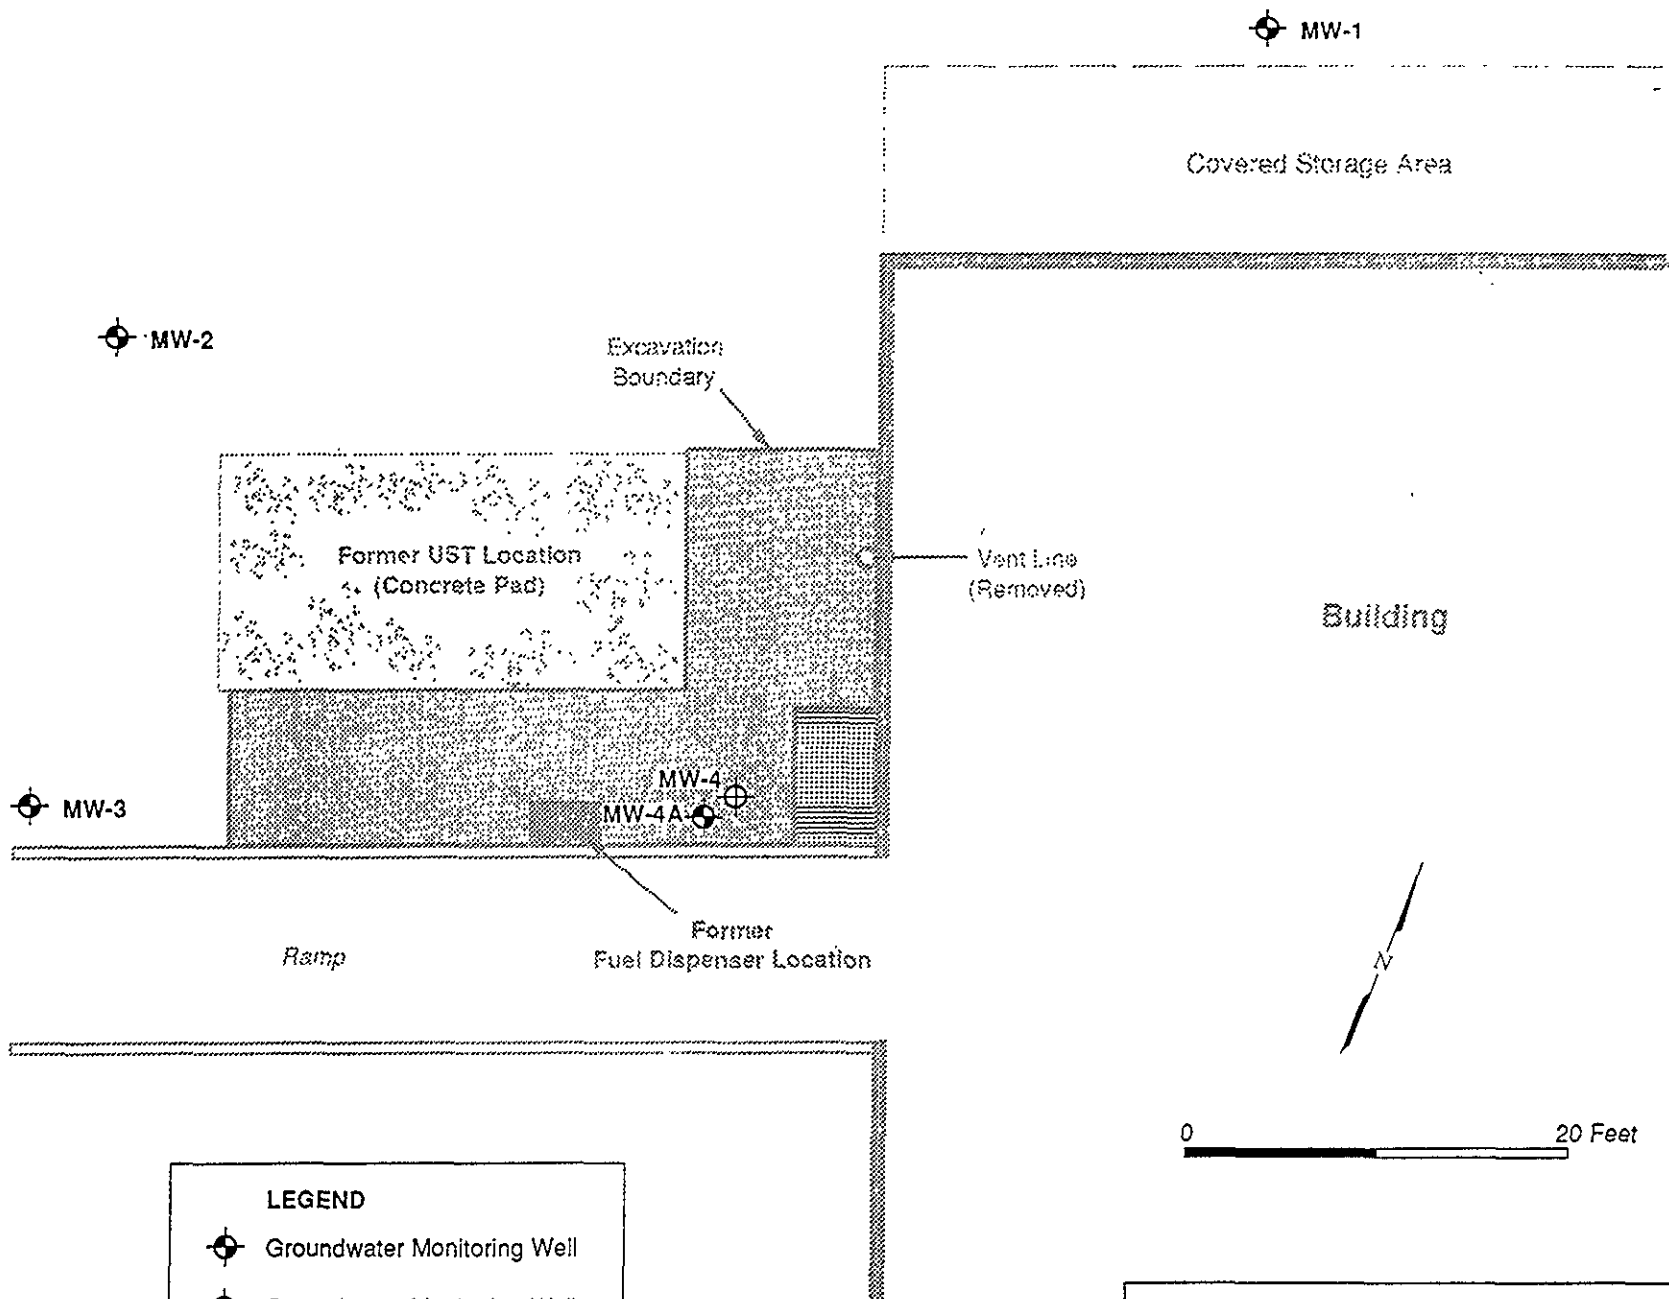 MW-1
Covered Storage Area
MW-2
Excavation
Boundary
Former UST Location
(Concrete Pad)
Vent Line
(Removed)
Building
MW-4
MW-4A
MW-3
Former
Fuel Dispenser Location
Ramp
N
0
20 Feet
LEGEND
Groundwater Monitoring Well